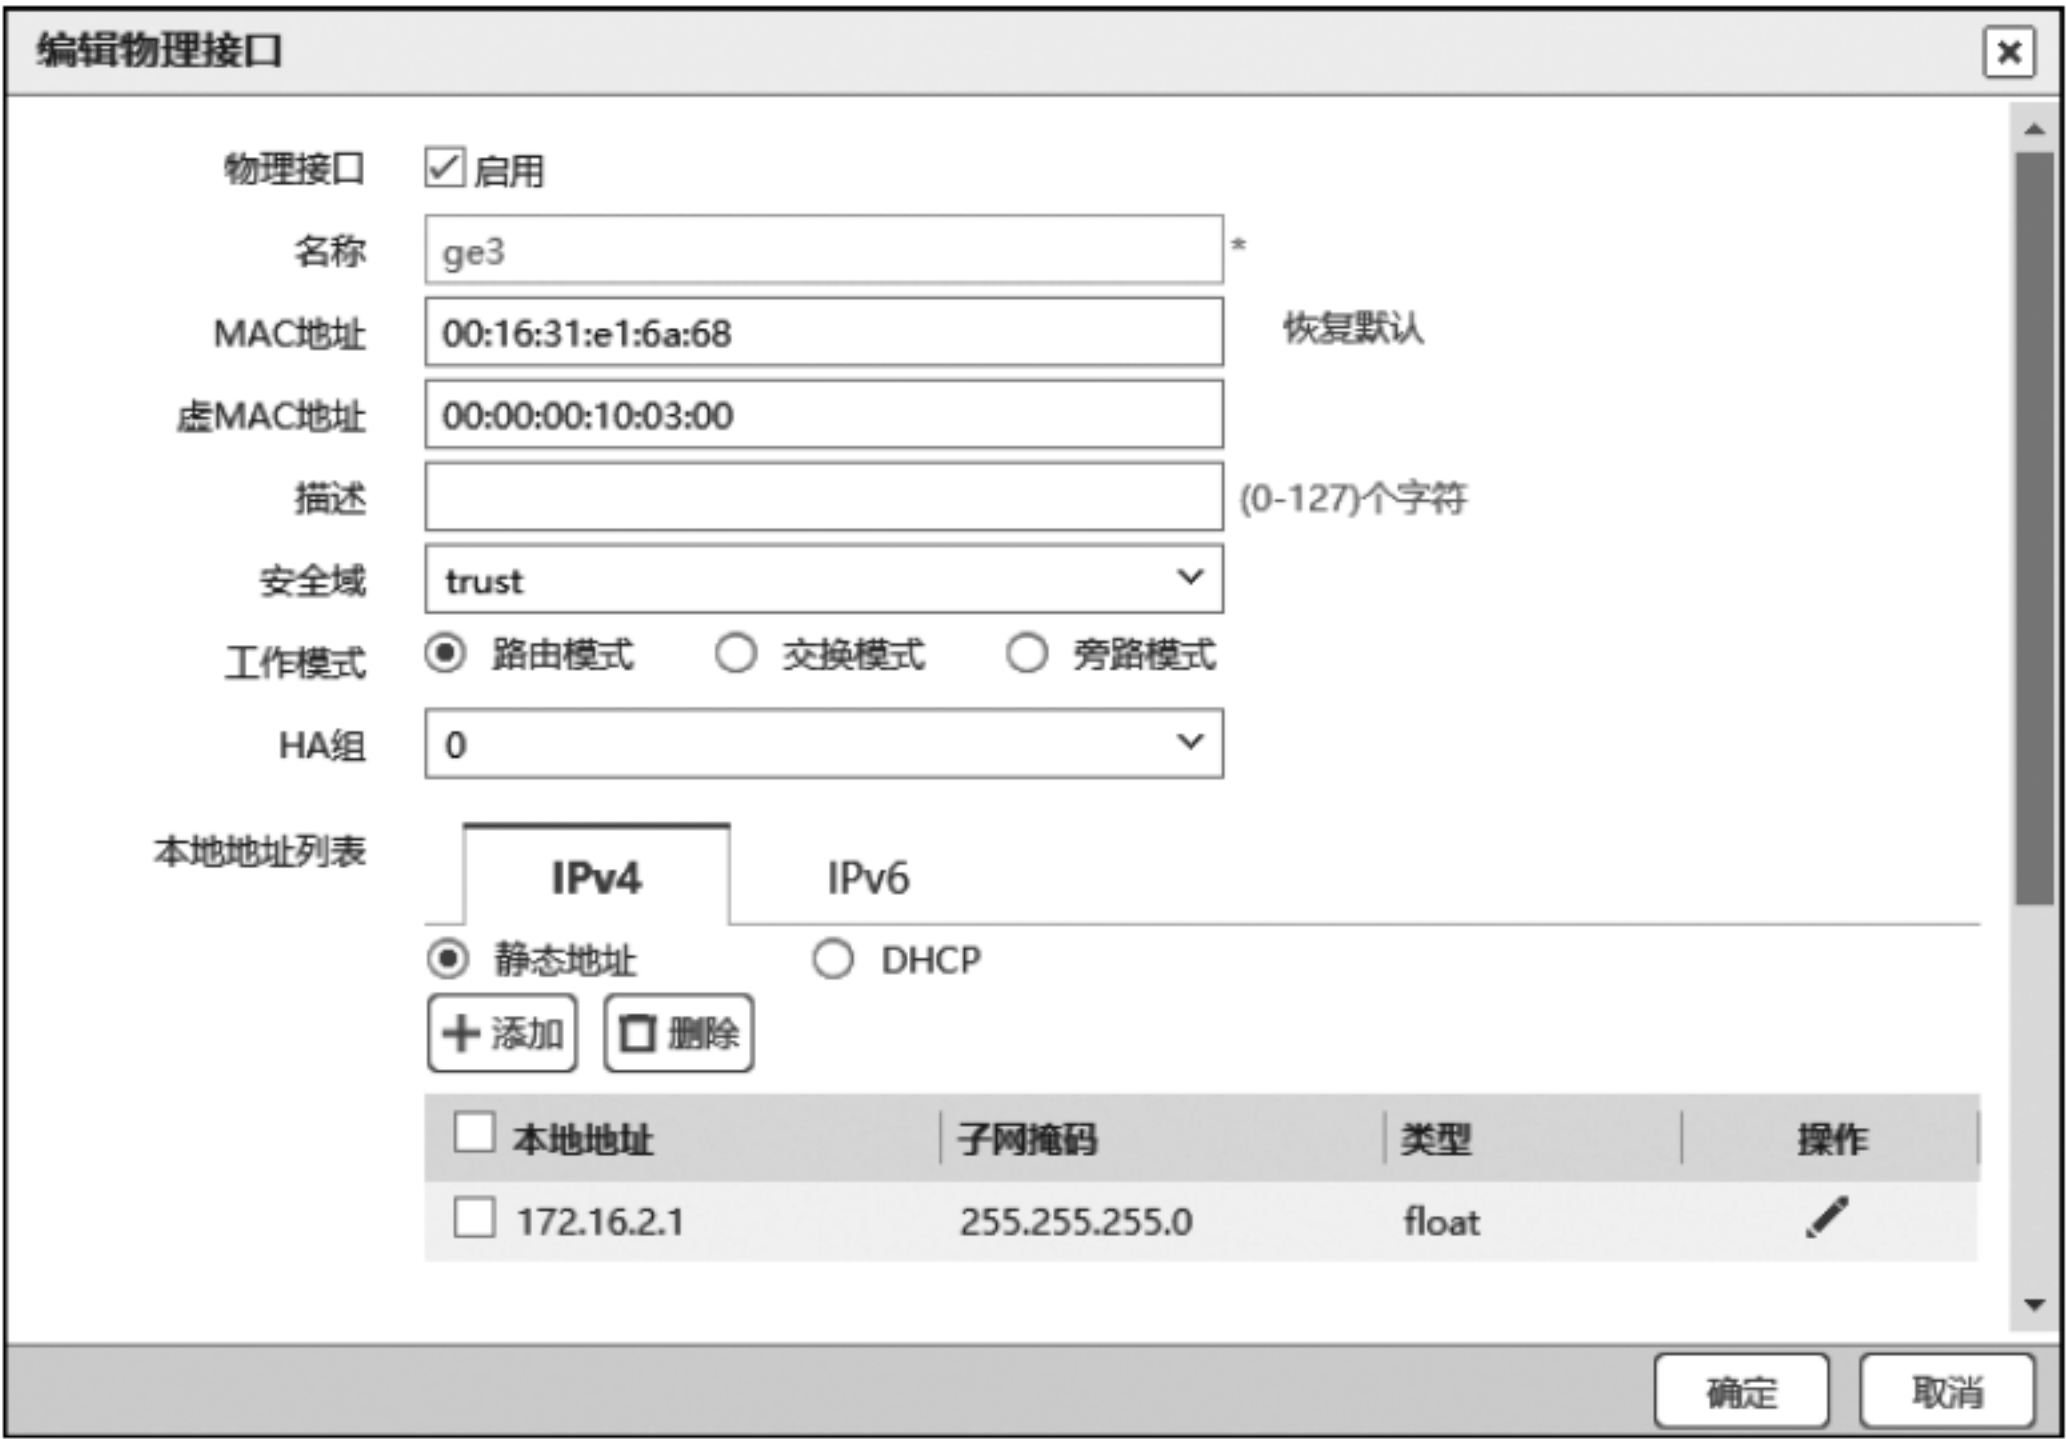 编辑物理接口
物理接口 启用
名称 ge3 *
MAC地址 00:16:31:e1:6a:68 恢复默认
虚MAC地址 00:00:00:10:03:00
描述 (0-127)个字符
安全域 trust
工作模式 路由模式 交换模式 旁路模式
HA组 0
本地地址列表 IPv4 IPv6
静态地址 DHCP
添加 删除
本地地址 子网掩码 类型 操作
172.16.2.1 255.255.255.0 float
确定 取消